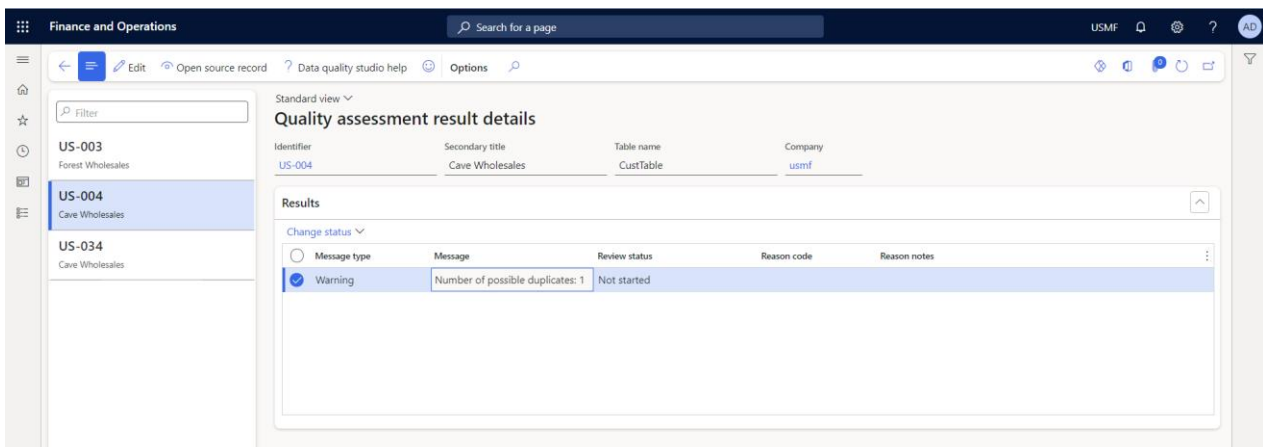 Finance and Operations
Search for a page
USMF
?
AD
Edit
Open source record
? Data quality studio help
Options
0
Filter
US-003
Forest Wholesales
US-004
Cave Wholesales
US-034
Cave Wholesales
Standard view
Quality assessment result details
Identifier Secondary title Table name Company
US-004 Cave Wholesales CustTable usmf
Results
Change status
Message type Message Review status Reason code Reason notes
Warning Number of possible duplicates: 1 Not started